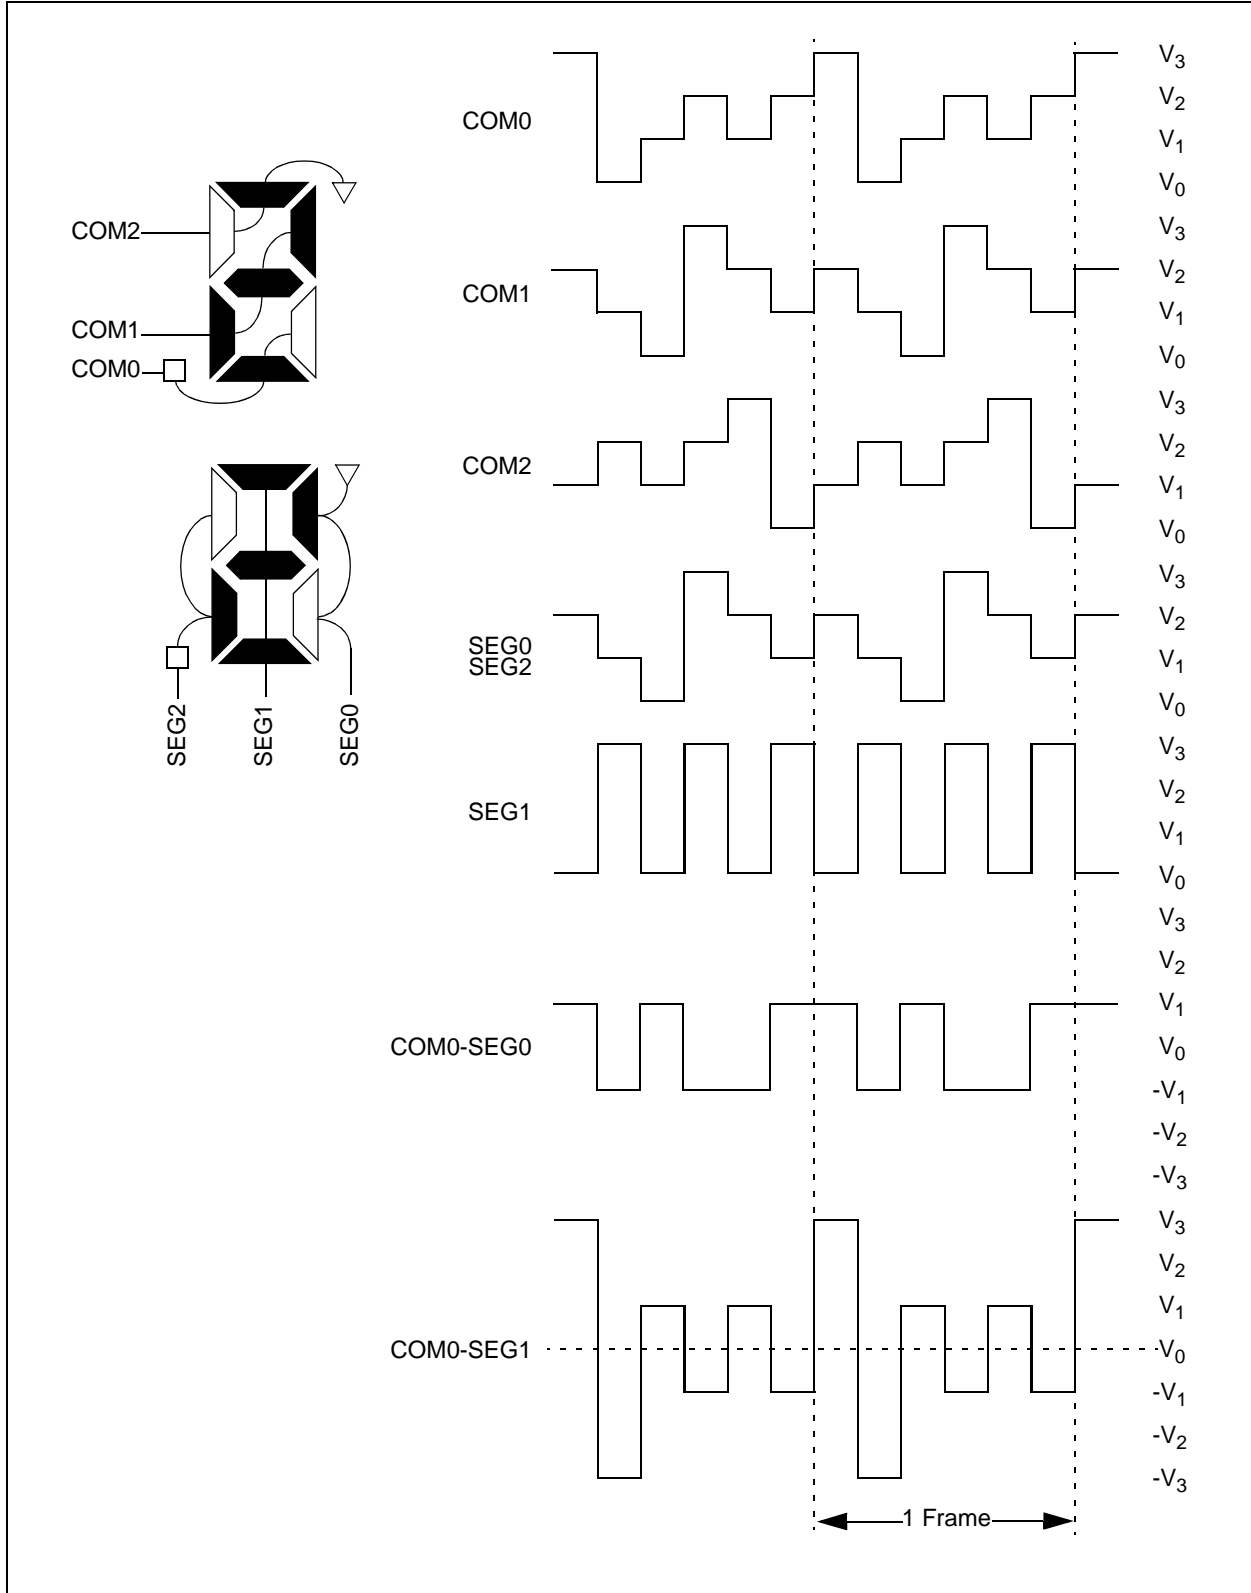 COM2
COM1
COM0
SEG2
SEG1
SEG0
COM0
V3
V2
V1
V0
COM1
V3
V2
V1
V0
COM2
V3
V2
V1
V0
SEG0
SEG2
V3
V2
V1
V0
SEG1
V3
V2
V1
V0
COM0-SEG0
V3
V2
V1
V0
-V1
-V2
-V3
COM0-SEG1
V3
V2
V1
V0
-V1
-V2
-V3
1 Frame